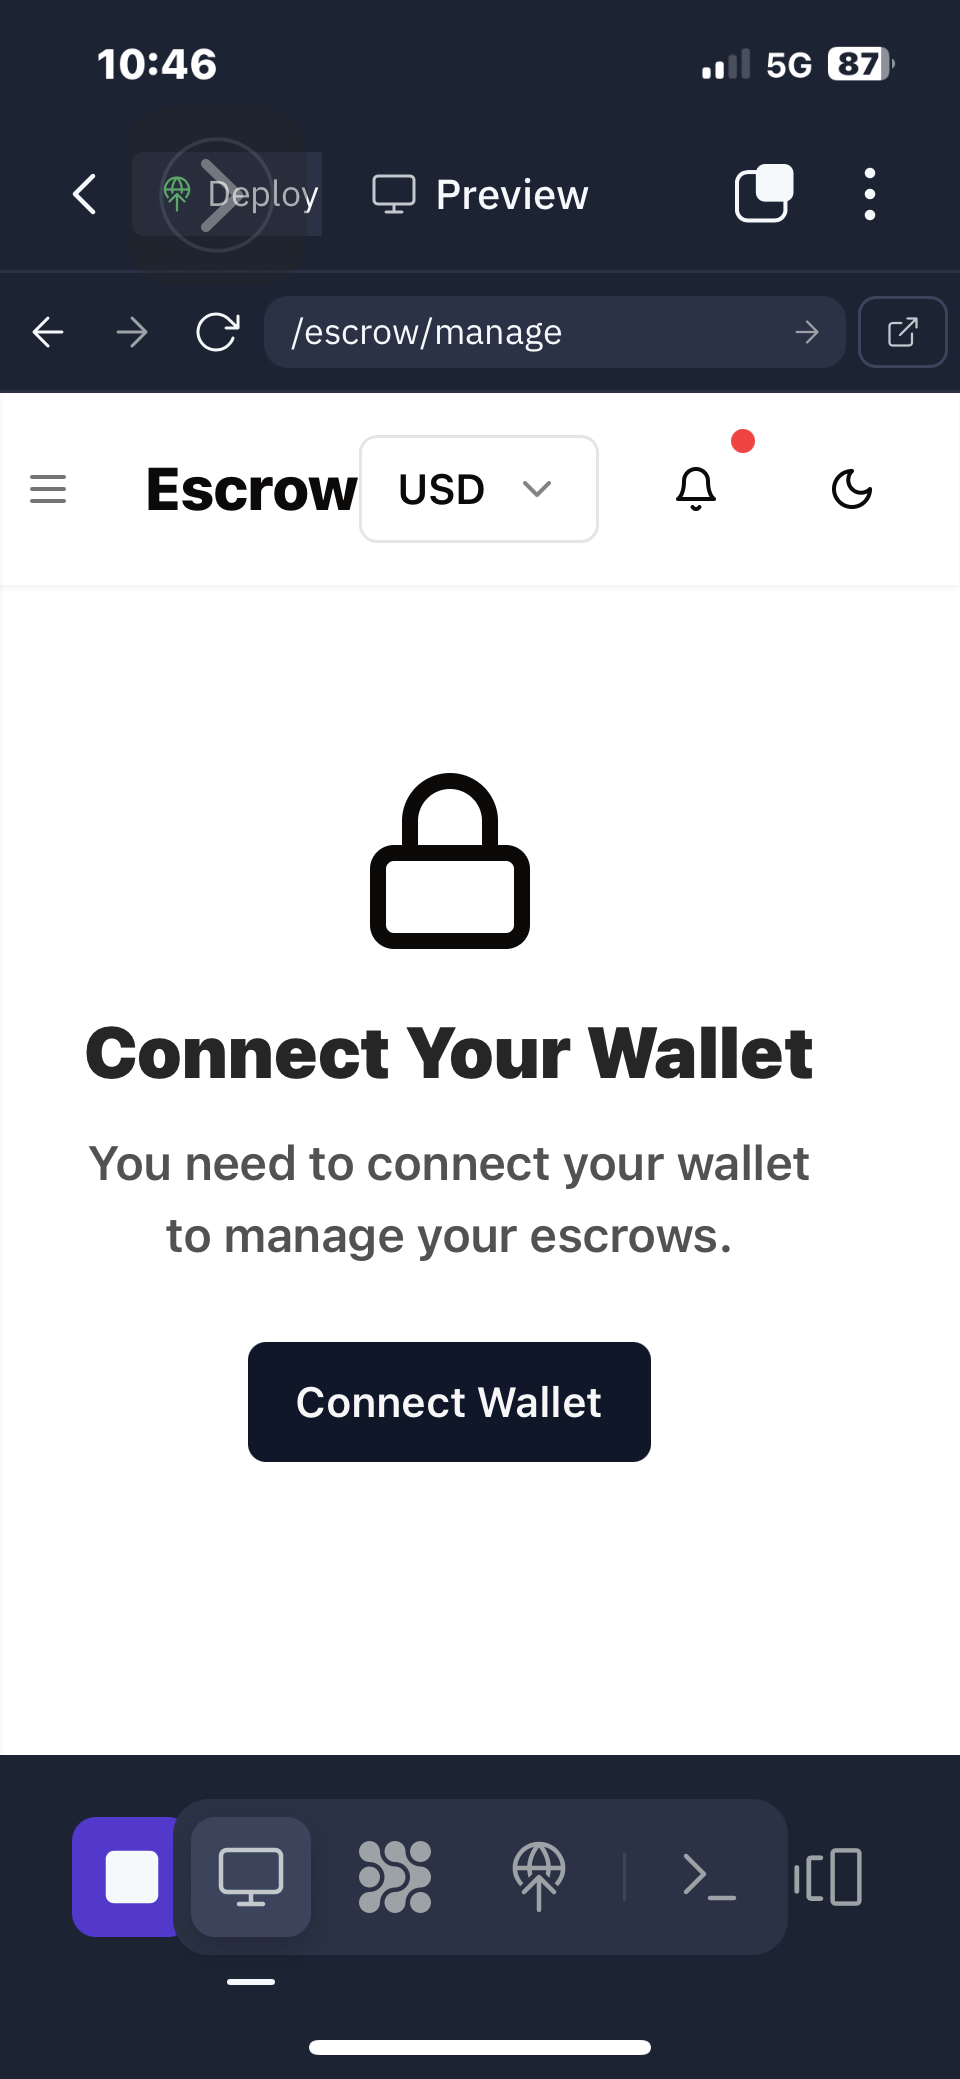 10:46
5G
87
Deploy
Preview
/escrow/manage
Escrow
USD
Connect Your Wallet
You need to connect your wallet
to manage your escrows.
Connect Wallet